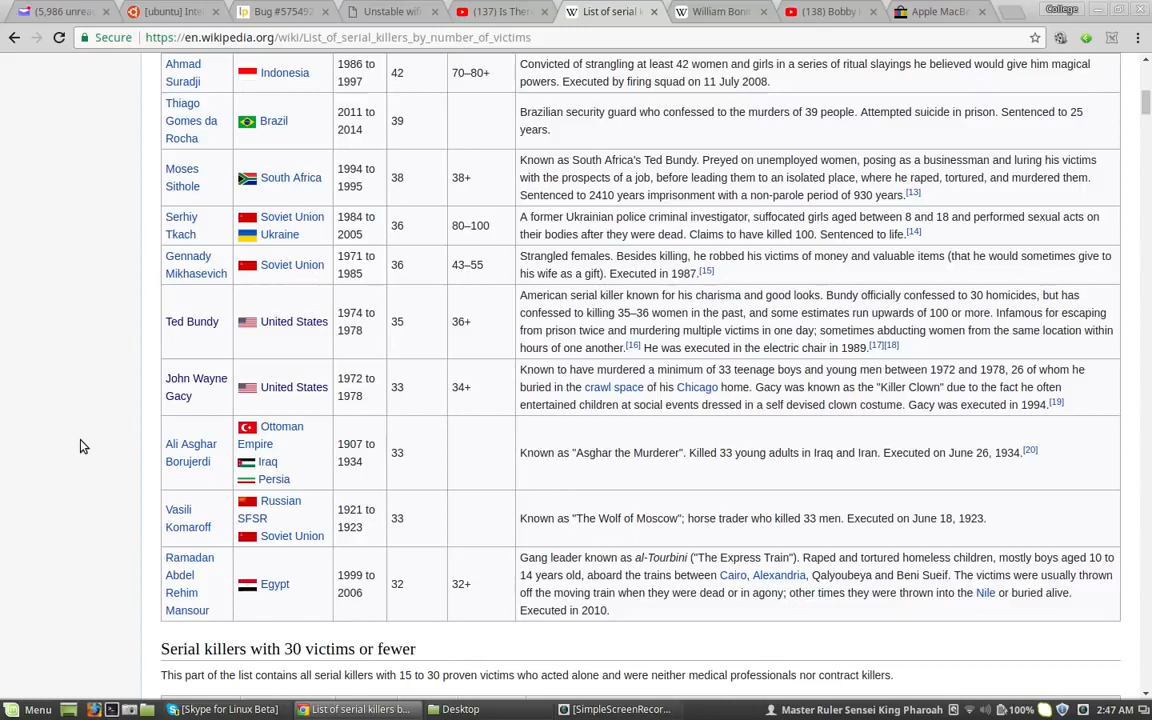 (5,986 unrea
[ubuntu] Inte
Bug #575492
Unstable wifi
(137) Is Ther
List of serial k
William Bonn
(138) Bobby
Apple MacBo
College
Secure
https://en.wikipedia.org/wiki/List_of_serial_killers_by_number_of_victims
Ahmad Suradji Indonesia 1986 to 1997 42 70–80+ Convicted of strangling at least 42 women and girls in a series of ritual slayings he believed would give him magical
powers. Executed by firing squad on 11 July 2008.
Thiago Gomes da Rocha Brazil 2011 to 2014 39 Brazilian security guard who confessed to the murders of 39 people. Attempted suicide in prison. Sentenced to 25
years.
Moses Sithole South Africa 1994 to 1995 38 38+ Known as South Africa's Ted Bundy. Preyed on unemployed women, posing as a businessman and luring his victims
with the prospects of a job, before leading them to an isolated place, where he raped, tortured, and murdered them.
Sentenced to 2410 years imprisonment with a non-parole period of 930 years.[13]
Serhiy Tkach Soviet Union Ukraine 1984 to 2005 36 80–100 A former Ukrainian police criminal investigator, suffocated girls aged between 8 and 18 and performed sexual acts on
their bodies after they were dead. Claims to have killed 100. Sentenced to life.[14]
Gennady Mikhasevich Soviet Union 1971 to 1985 36 43–55 Strangled females. Besides killing, he robbed his victims of money and valuable items (that he would sometimes give to
his wife as a gift). Executed in 1987.[15]
Ted Bundy United States 1974 to 1978 35 36+ American serial killer known for his charisma and good looks. Bundy officially confessed to 30 homicides, but has
confessed to killing 35–36 women in the past, and some estimates run upwards of 100 or more. Infamous for escaping
from prison twice and murdering multiple victims in one day; sometimes abducting women from the same location within
hours of one another.[16] He was executed in the electric chair in 1989.[17][18]
John Wayne Gacy United States 1972 to 1978 33 34+ Known to have murdered a minimum of 33 teenage boys and young men between 1972 and 1978, 26 of whom he
buried in the crawl space of his Chicago home. Gacy was known as the "Killer Clown" due to the fact he often
entertained children at social events dressed in a self devised clown costume. Gacy was executed in 1994.[19]
Ali Asghar Borujerdi Ottoman Empire Iraq Persia 1907 to 1934 33 Known as "Asghar the Murderer". Killed 33 young adults in Iraq and Iran. Executed on June 26, 1934.[20]
Vasili Komaroff Russian SFSR Soviet Union 1921 to 1923 33 Known as "The Wolf of Moscow"; horse trader who killed 33 men. Executed on June 18, 1923.
Ramadan Abdel Rehim Mansour Egypt 1999 to 2006 32 32+ Gang leader known as al-Tourbini ("The Express Train"). Raped and tortured homeless children, mostly boys aged 10 to
14 years old, aboard the trains between Cairo, Alexandria, Qalyoubeya and Beni Sueif. The victims were usually thrown
off the moving train when they were dead or in agony; other times they were thrown into the Nile or buried alive.
Executed in 2010.
Serial killers with 30 victims or fewer
This part of the list contains all serial killers with 15 to 30 proven victims who acted alone and were neither medical professionals nor contract killers.
Menu
[Skype for Linux Beta]
List of serial killers b...
Desktop
[SimpleScreenRecor...
Master Ruler Sensei King Pharoah
100%
2:47 AM